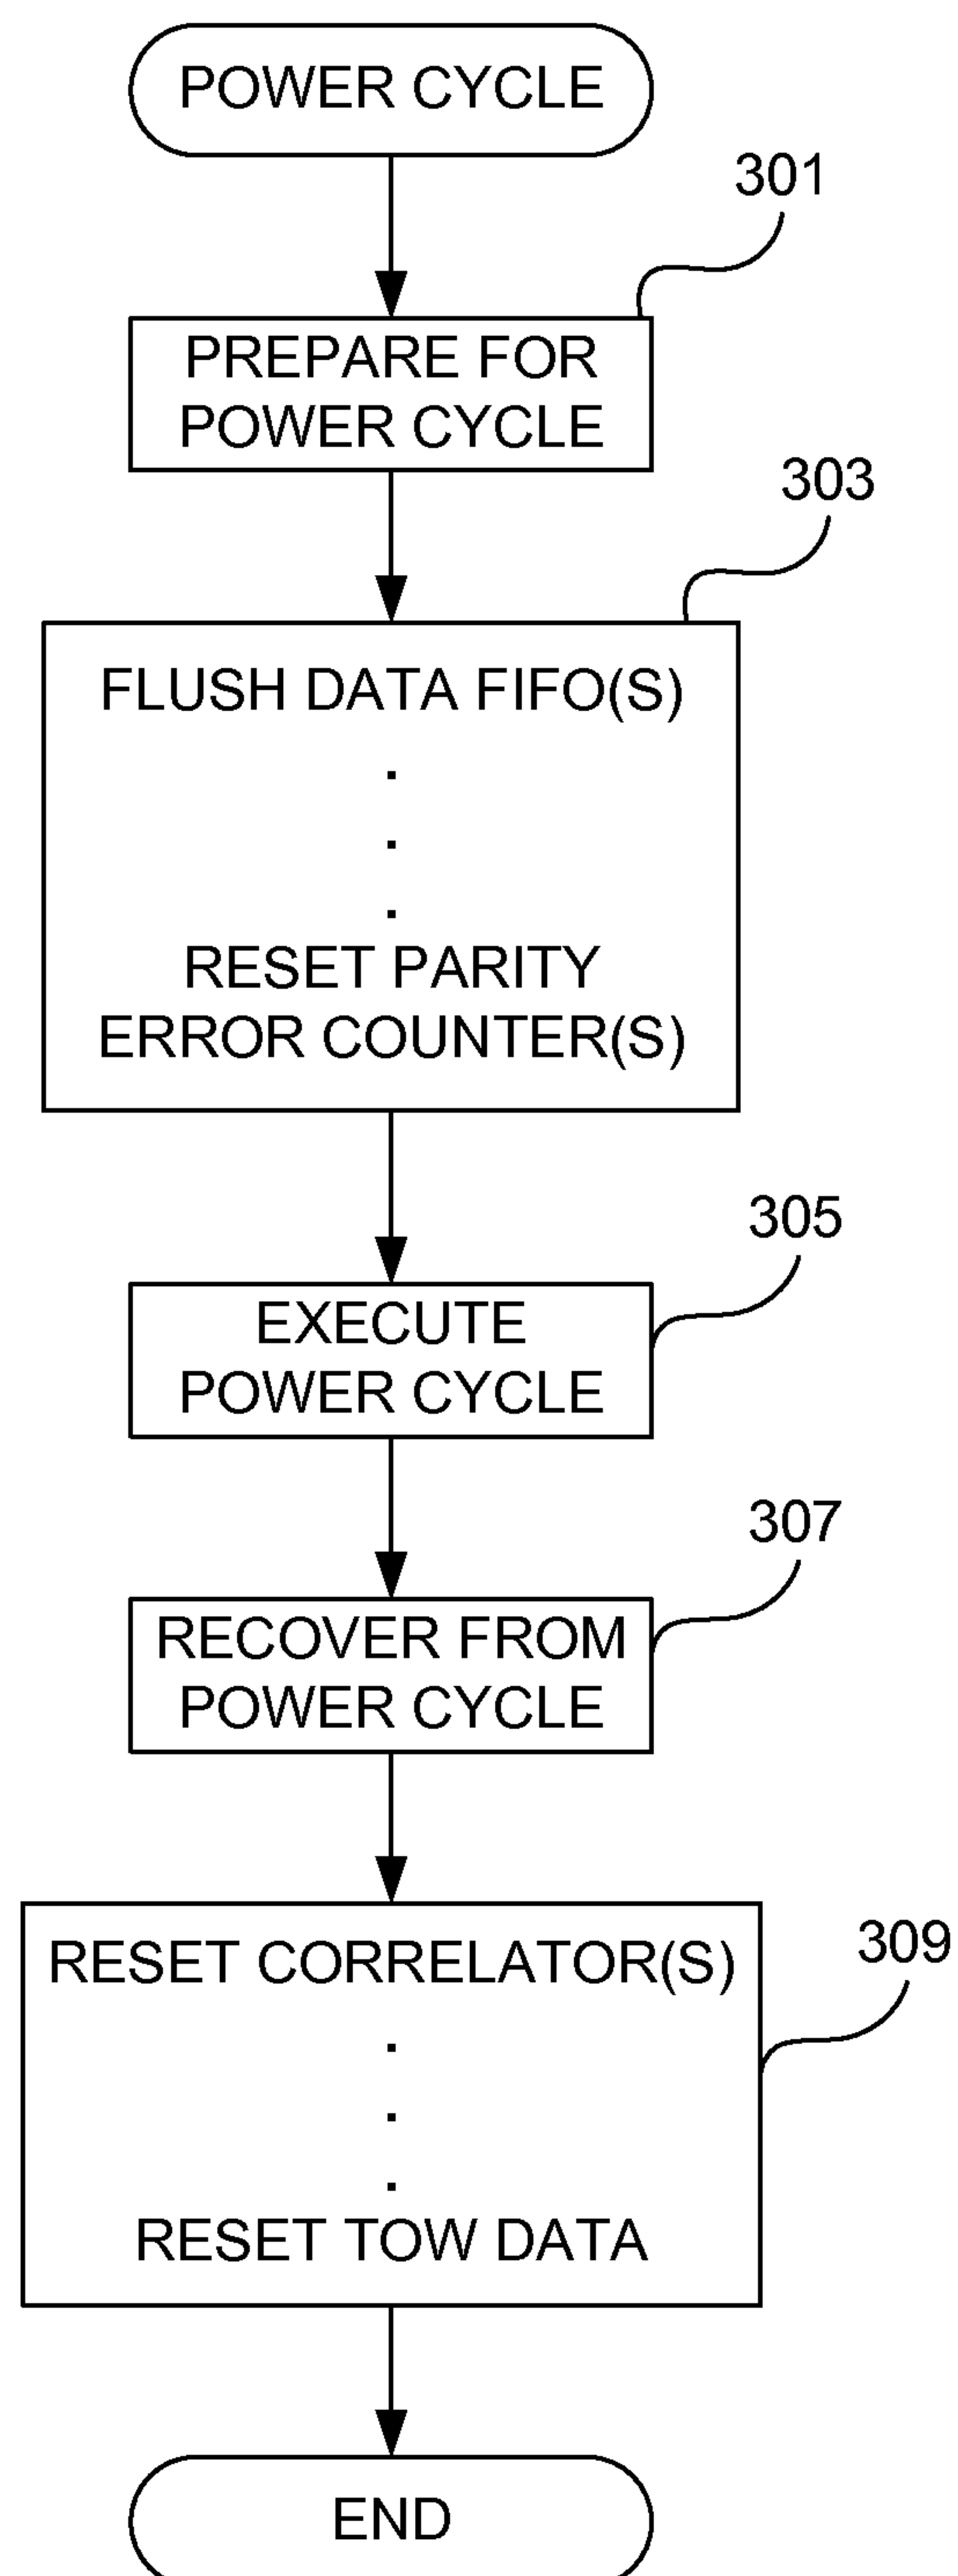 POWER CYCLE
301
PREPARE FOR
POWER CYCLE
303
FLUSH DATA FIFO(S)
.
.
.
RESET PARITY
ERROR COUNTER(S)
305
EXECUTE
POWER CYCLE
307
RECOVER FROM
POWER CYCLE
309
RESET CORRELATOR(S)
.
.
.
RESET TOW DATA
END